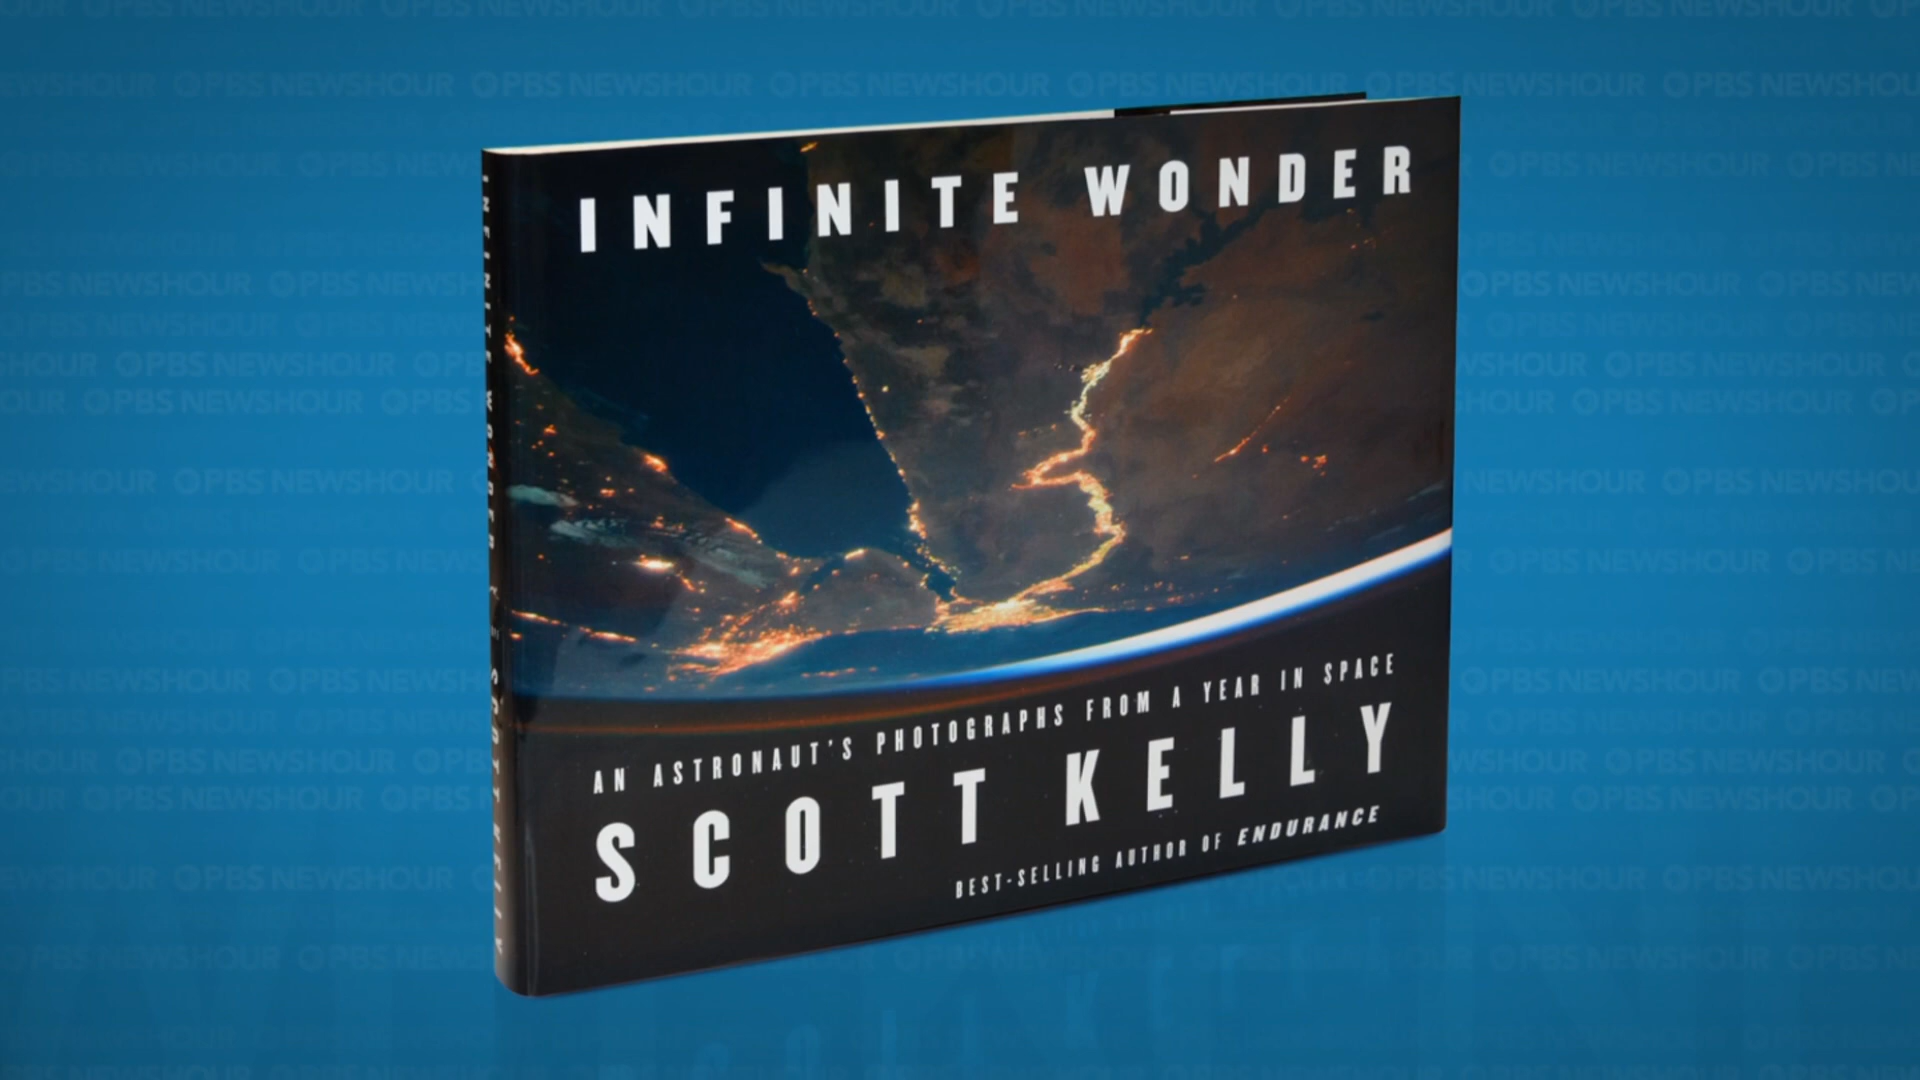 INFINITE WONDER
AN ASTRONAUT'S PHOTOGRAPHS FROM A YEAR IN SPACE
SCOTT KELLY
BEST-SELLING AUTHOR OF ENDURANCE
INFINITE WONDER
SCOTT KELLY
PBS NEWSHOUR